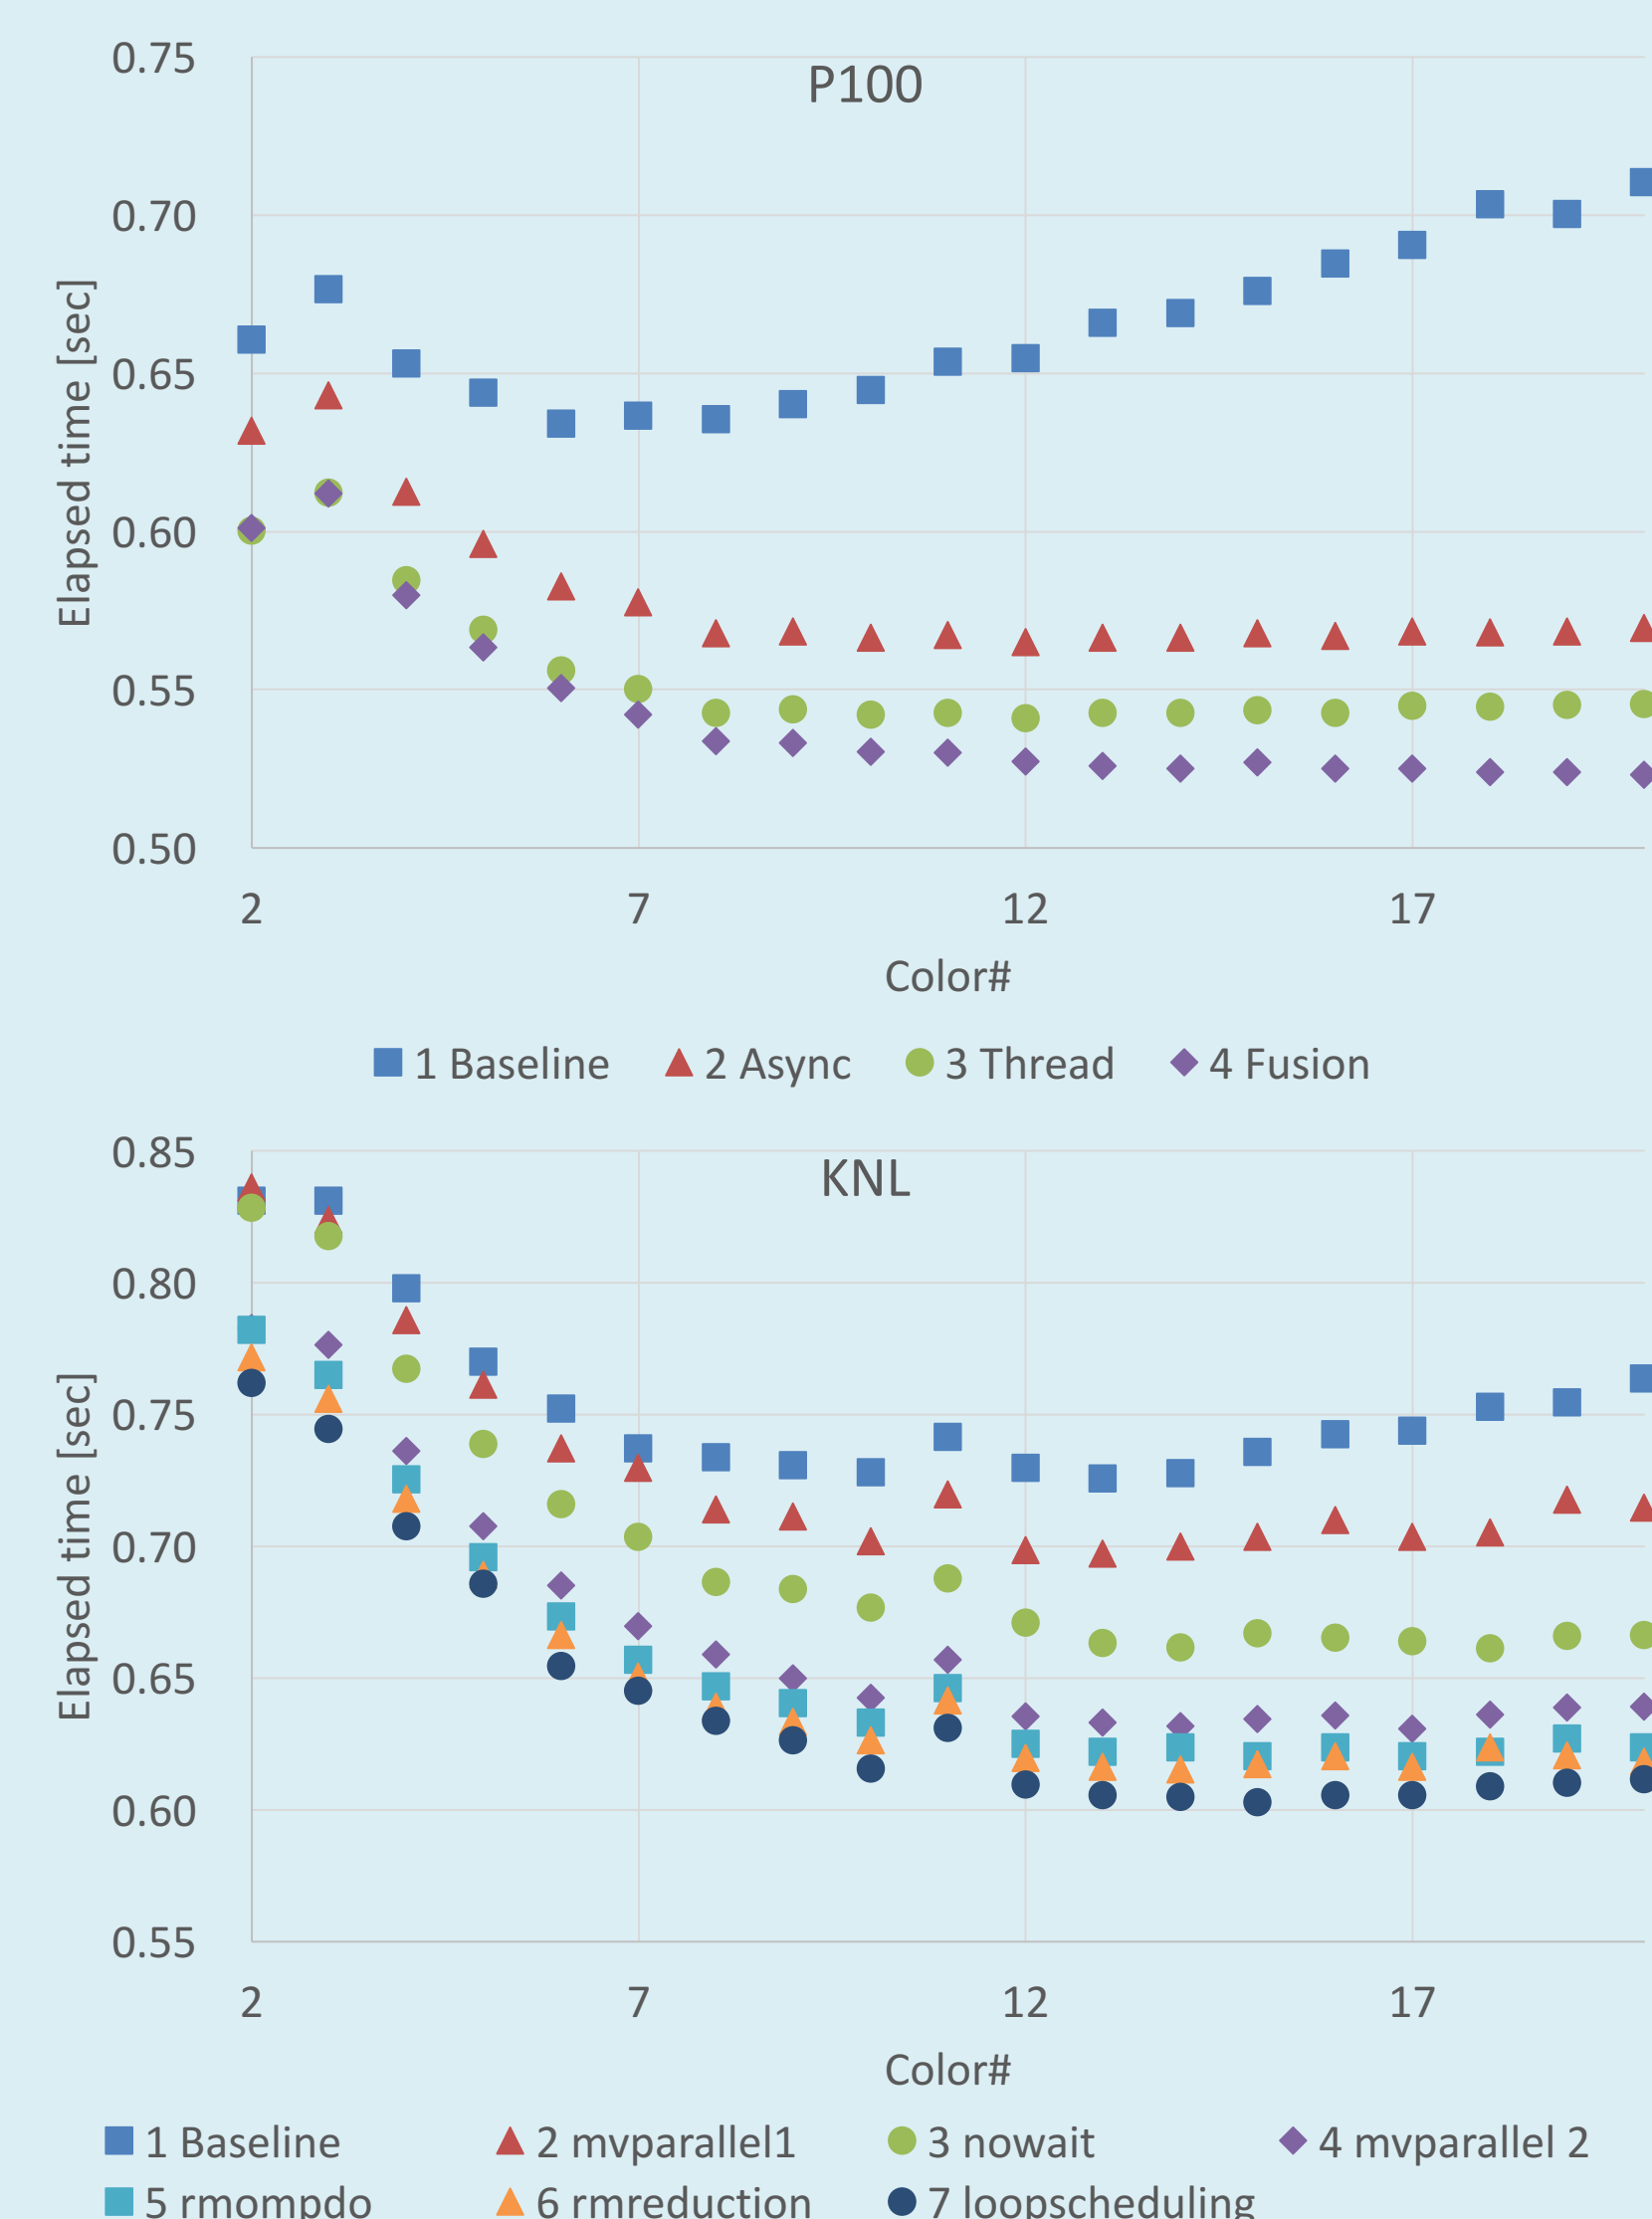 P100
0.75
0.70
0.65
0.60
0.55
0.50
Elapsed time [sec]
2 7 12 17
Color#
1 Baseline 2 Async 3 Thread 4 Fusion
KNL
0.85
0.80
0.75
0.70
0.65
0.60
0.55
Elapsed time [sec]
2 7 12 17
Color#
1 Baseline 2 mvparallel1 3 nowait 4 mvparallel 2
5 rmompdo 6 rmreduction 7 loopscheduling